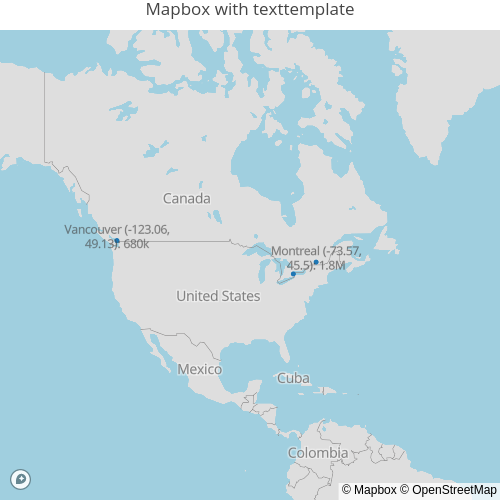 Mapbox with texttemplate
Canada
Vancouver (-123.06,
49.13): 680k
Montreal (-73.57,
45.5): 1.8M
United States
Mexico
Cuba
Colombia
© Mapbox © OpenStreetMap